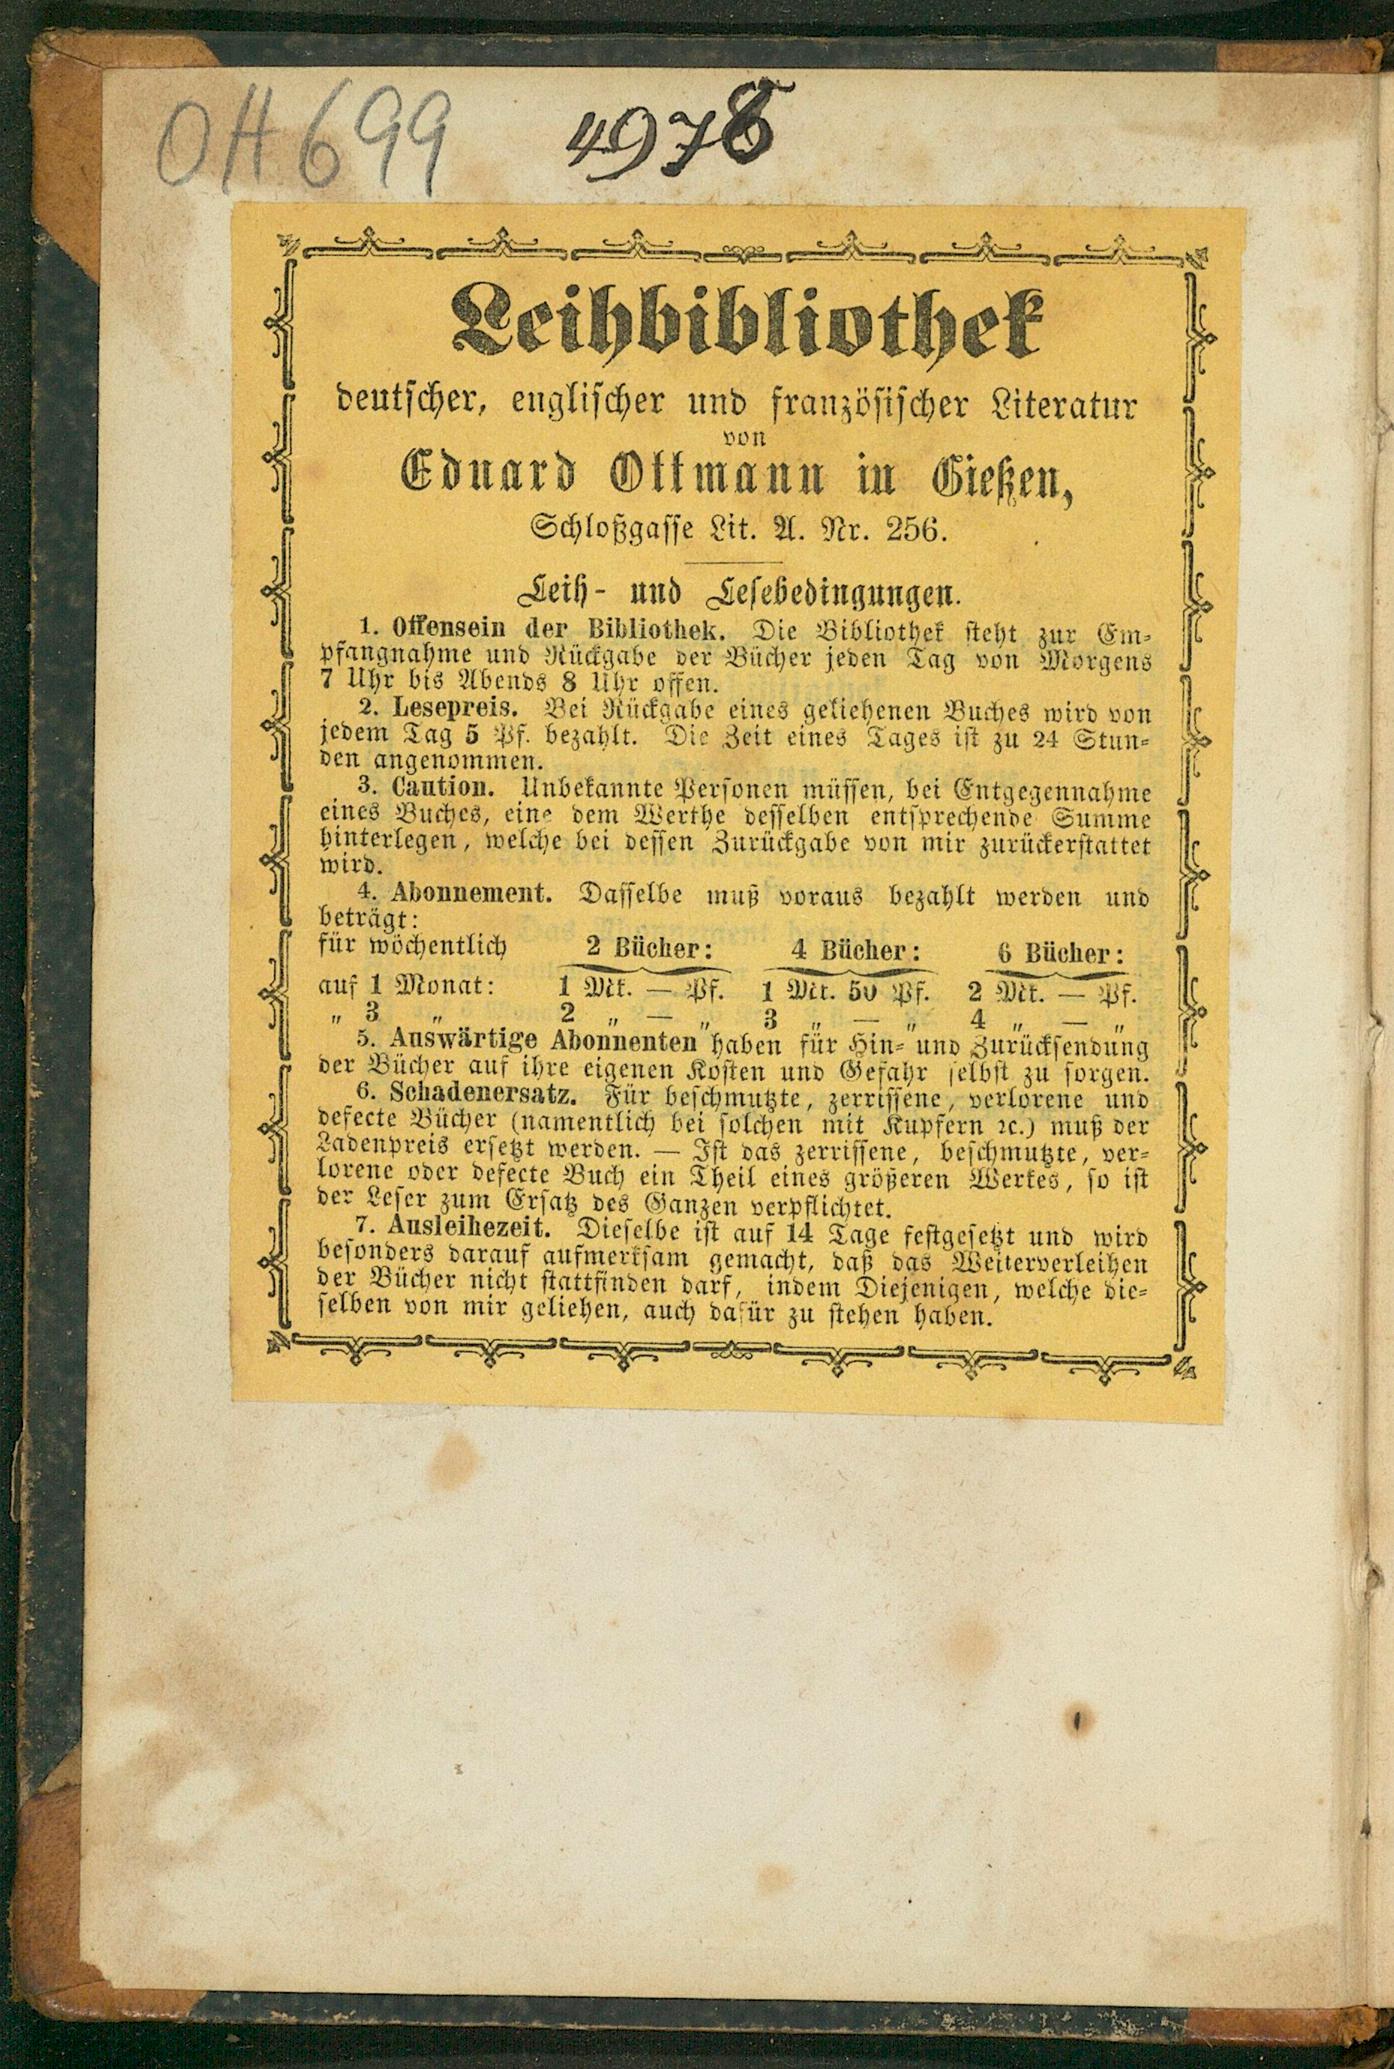 OH 699
4978
Leihbibliothek
deutscher, englischer und französischer Literatur
von
Eduard Ottmann in Gießen,
Schloßgasse Lit. A. Nr. 256.
Leih- und Lesebedingungen.
1. Offensein der Bibliothek. Die Bibliothek steht zur Em-
pfangnahme und Rückgabe der Bücher jeden Tag von Morgens
7 Uhr bis Abends 8 Uhr offen.
2. Lesepreis. Bei Rückgabe eines geliehenen Buches wird von
jedem Tag 5 Pf. bezahlt. Die Zeit eines Tages ist zu 24 Stun-
den angenommen.
3. Caution. Unbekannte Personen müssen, bei Entgegennahme
eines Buches, eine dem Werthe desselben entsprechende Summe
hinterlegen, welche bei dessen Zurückgabe von mir zurückerstattet
wird.
4. Abonnement. Dasselbe muß voraus bezahlt werden und
beträgt:
für wöchentlich 2 Bücher: 4 Bücher: 6 Bücher:
auf 1 Monat: 1 Mk. — Pf. 1 Mk. 50 Pf. 2 Mk. — Pf.
„ 3 „ 2 „ — „ 3 „ — „ 4 „ — „
5. Auswärtige Abonnenten haben für Hin- und Zurücksendung
der Bücher auf ihre eigenen Kosten und Gefahr selbst zu sorgen.
6. Schadenersatz. Für beschmutzte, zerrissene, verlorene und
defecte Bücher (namentlich bei solchen mit Kupfern ꝛc.) muß der
Ladenpreis ersetzt werden. — Ist das zerrissene, beschmutzte, ver-
lorene oder defecte Buch ein Theil eines größeren Werkes, so ist
der Leser zum Ersatz des Ganzen verpflichtet.
7. Ausleihezeit. Dieselbe ist auf 14 Tage festgesetzt und wird
besonders darauf aufmerksam gemacht, daß das Weiterverleihen
der Bücher nicht stattfinden darf, indem Diejenigen, welche die-
selben von mir geliehen, auch dafür zu stehen haben.